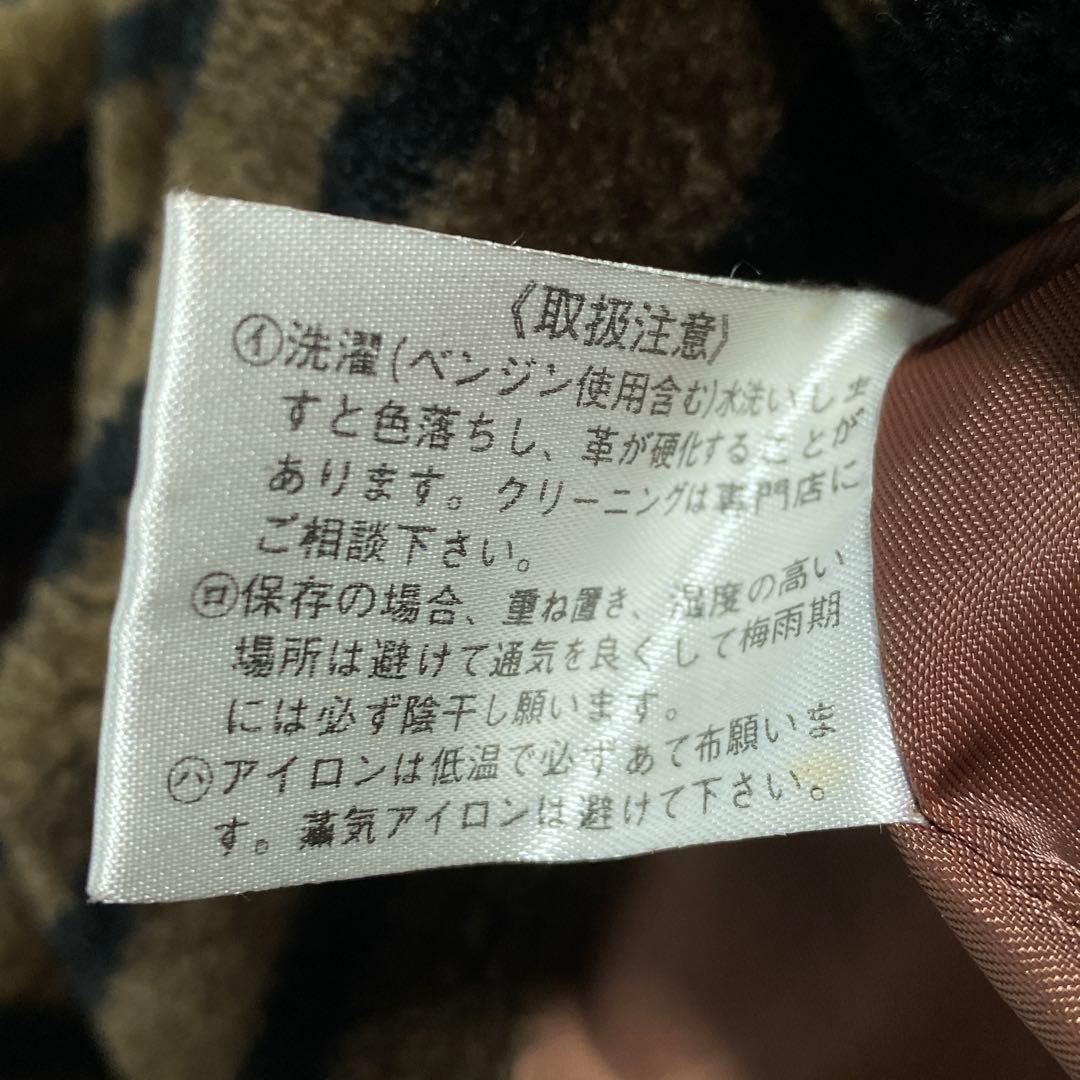 《取扱注意》
㋑洗濯(ベンジン使用含む)水洗いしま
すと色落ちし、革が硬化することが
あります。クリーニングは専門店に
ご相談下さい。
㋺保存の場合、重ね置き、湿度の高い
場所は避けて通気を良くして梅雨期
には必ず陰干し願います。
㋩アイロンは低温で必ずあて布願いま
す。蒸気アイロンは避けて下さい。